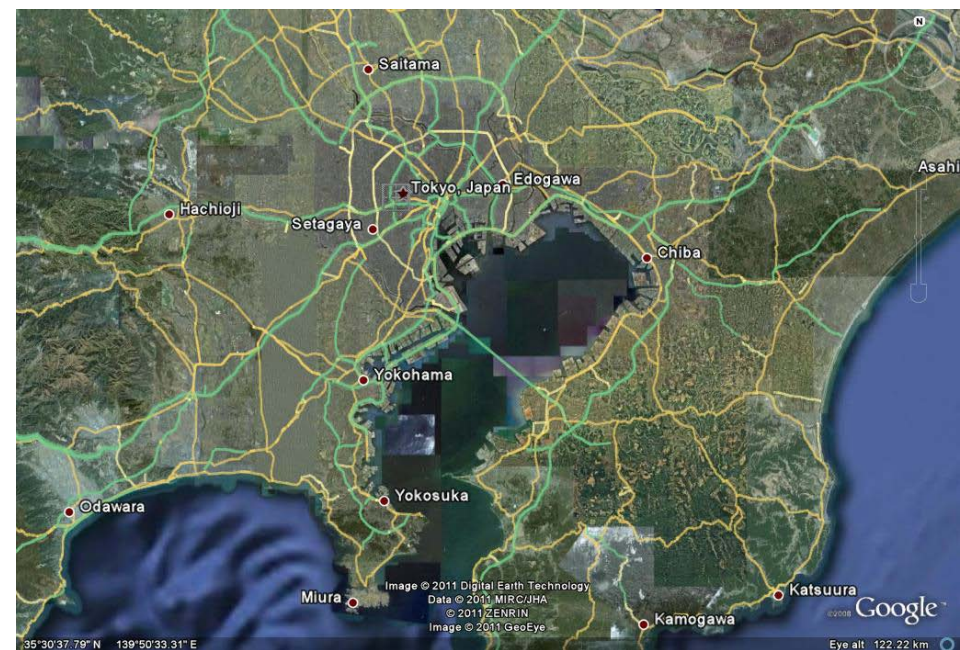 N
Saitama
Asahi
Edogawa
Tokyo, Japan
Hachioji
Setagaya
Chiba
Yokohama
Yokosuka
Odawara
Image © 2011 Digital Earth Technology
Data © 2011 MIRC/JHA
© 2011 ZENRIN
Image © 2011 GeoEye
Miura
Katsuura
©2008 Google™
Kamogawa
35°30'37.79" N 139°50'33.31" E
Eye alt 122.22 km